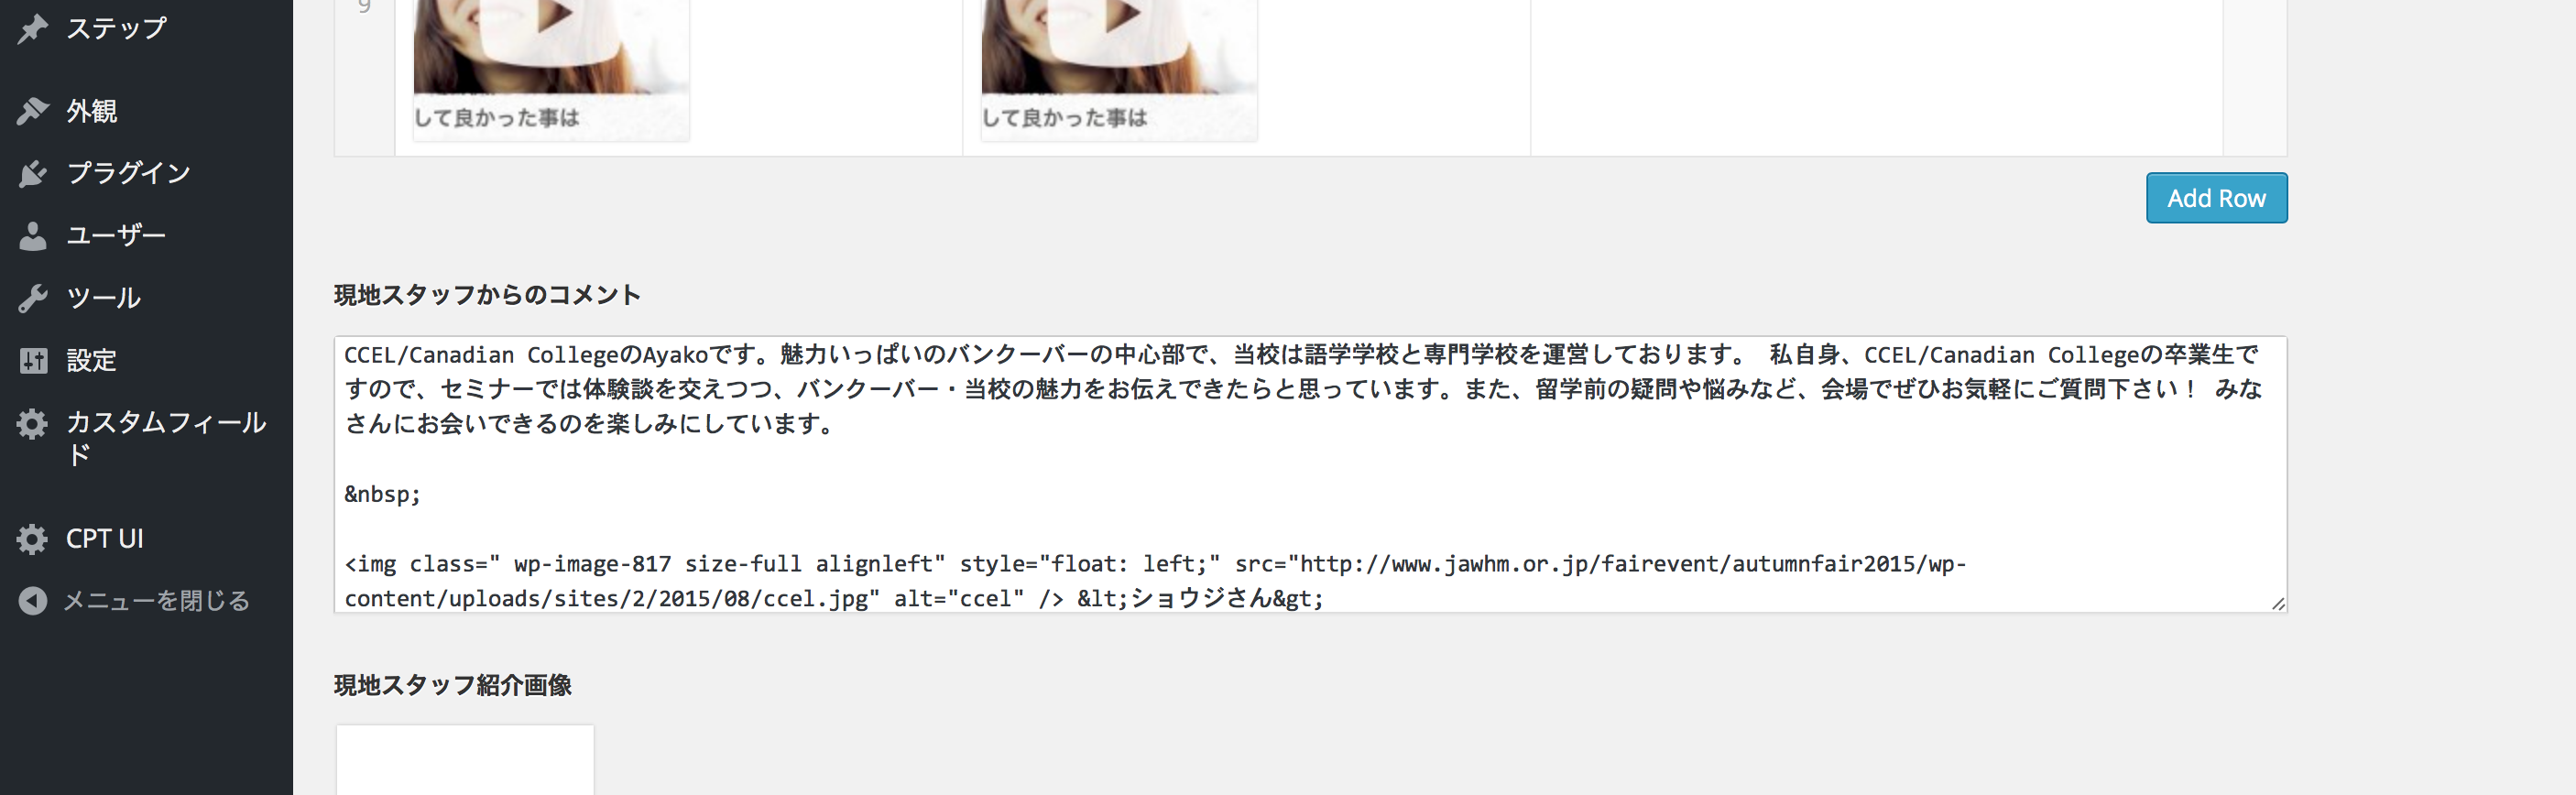 ステップ
外観
プラグイン
ユーザー
ツール
設定
カスタムフィール
ド
CPT UI
メニューを閉じる
9
して良かった事は
して良かった事は
Add Row
現地スタッフからのコメント
CCEL/Canadian CollegeのAyakoです。魅力いっぱいのバンクーバーの中心部で、当校は語学学校と専門学校を運営しております。 私自身、CCEL/Canadian Collegeの卒業生で
すので、セミナーでは体験談を交えつつ、バンクーバー・当校の魅力をお伝えできたらと思っています。また、留学前の疑問や悩みなど、会場でぜひお気軽にご質問下さい！ みな
さんにお会いできるのを楽しみにしています。
&nbsp;
<img class=" wp-image-817 size-full alignleft" style="float: left;" src="http://www.jawhm.or.jp/fairevent/autumnfair2015/wp-
content/uploads/sites/2/2015/08/ccel.jpg" alt="ccel" /> &lt;ショウジさん&gt;
現地スタッフ紹介画像